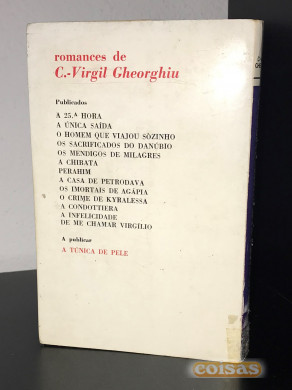 romances de
C.-Virgil Gheorghiu
Publicados
A 25.ª HORA
A ÚNICA SAÍDA
O HOMEM QUE VIAJOU SÒZINHO
OS SACRIFICADOS DO DANÚBIO
OS MENDIGOS DE MILAGRES
A CHIBATA
PERAHIM
A CASA DE PETRODAVA
OS IMORTAIS DE AGÁPIA
O CRIME DE KYRALESSA
A CONDOTTIERA
A INFELICIDADE
DE ME CHAMAR VIRGÍLIO
A publicar
A TÚNICA DE PELE
coisas